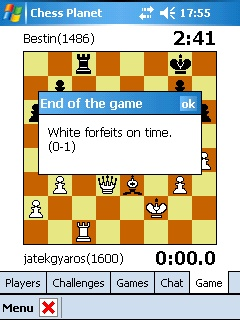 Chess Planet 17:55
Bestin(1486) 2:41
End of the game ok
White forfeits on time.
(0-1)
jatekgyaros(1600) 0:00.0
Players Challenges Games Chat Game
Menu